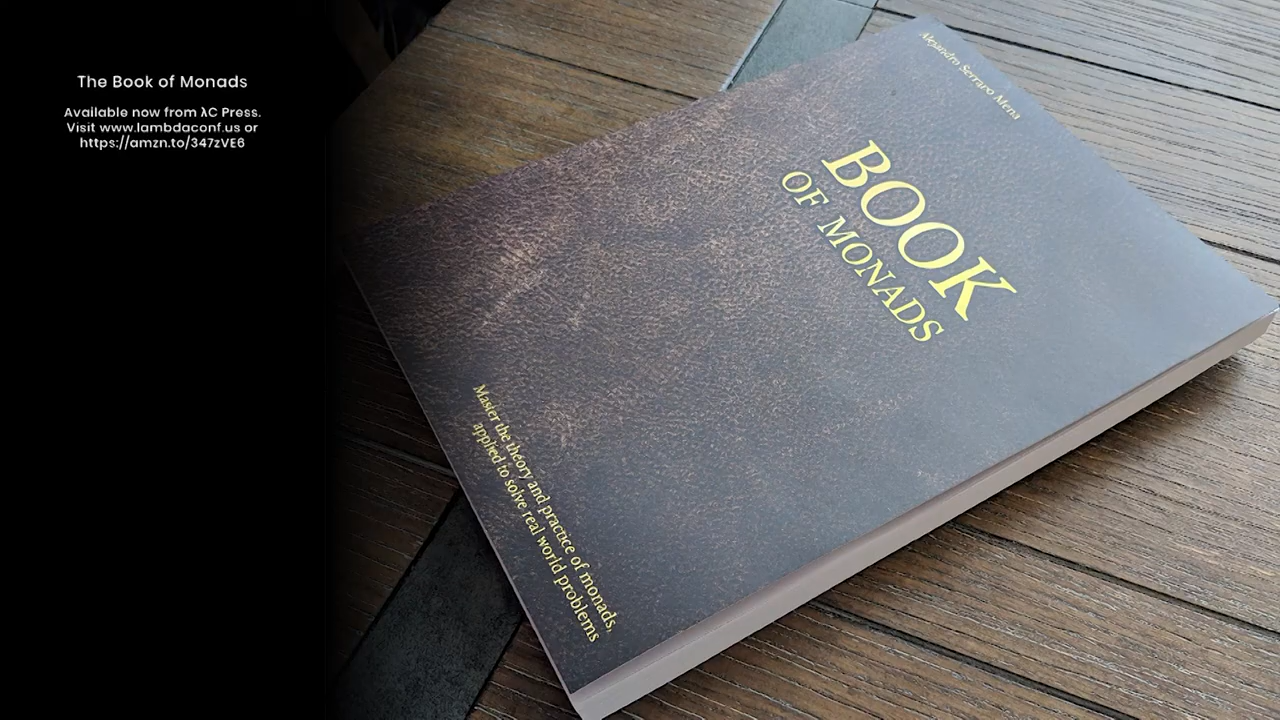 The Book of Monads
Available now from λC Press.
Visit www.lambdaconf.us or
https://amzn.to/347zVE6
Alejandro Serrano Mena
BOOK
OF MONADS
Master the theory and practice of monads,
applied to solve real world problems